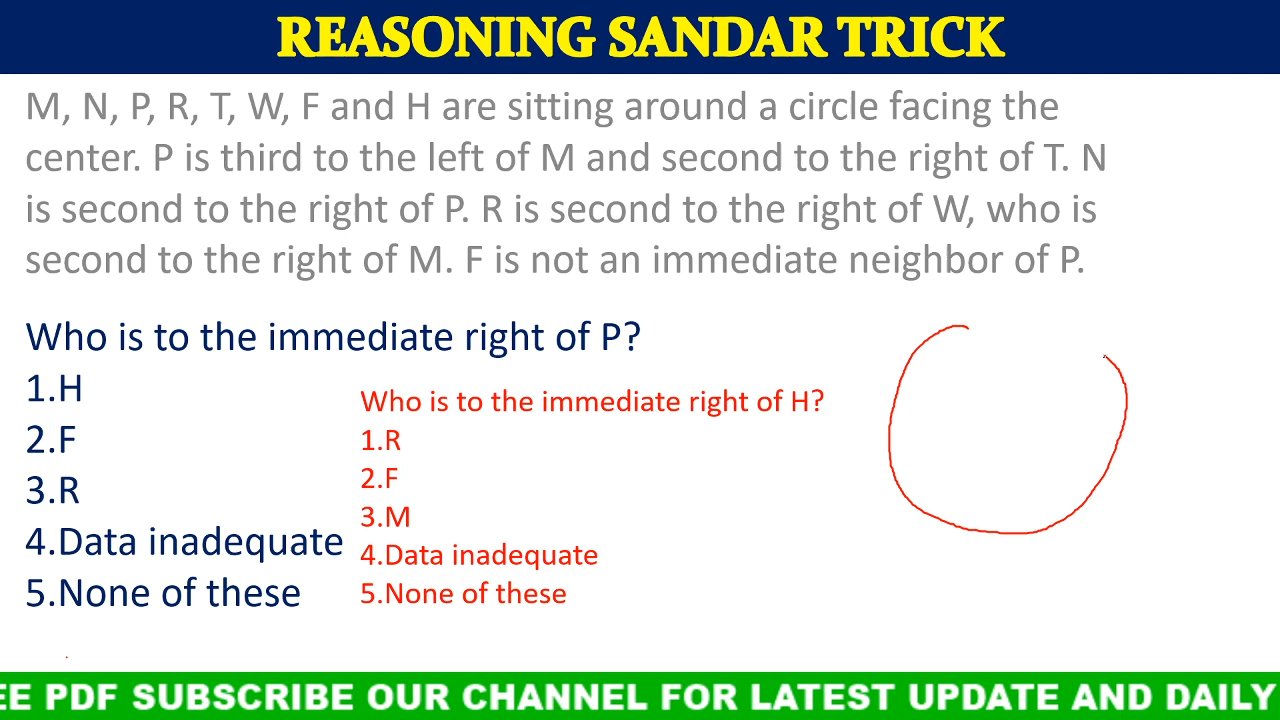 REASONING SANDAR TRICK
M, N, P, R, T, W, F and H are sitting around a circle facing the
center. P is third to the left of M and second to the right of T. N
is second to the right of P. R is second to the right of W, who is
second to the right of M. F is not an immediate neighbor of P.
Who is to the immediate right of P?
1.H
2.F
3.R
4.Data inadequate
5.None of these
Who is to the immediate right of H?
1.R
2.F
3.M
4.Data inadequate
5.None of these
EE PDF SUBSCRIBE OUR CHANNEL FOR LATEST UPDATE AND DAILY